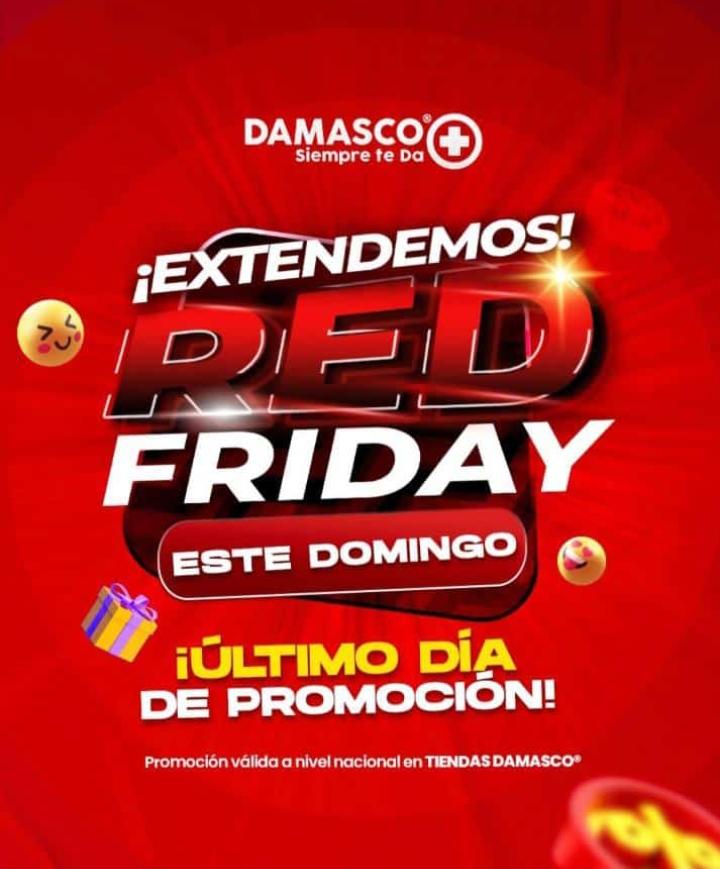 DAMASCO®
Siempre te Da
¡EXTENDEMOS!
RED
FRIDAY
ESTE DOMINGO
¡ÚLTIMO DÍA
DE PROMOCIÓN!
Promoción válida a nivel nacional en TIENDAS DAMASCO®
%